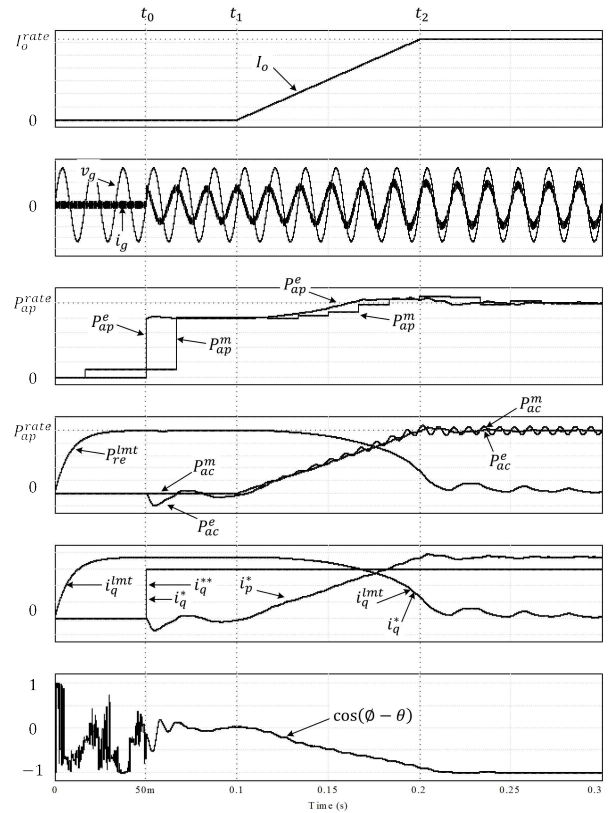 t₀ t₁ t₂
I_o^rate
I_o
0
v_g
0
i_g
P_ap^rate
P_ap^e
P_ap^e
P_ap^m
P_ap^m
0
P_ap^rate
P_ac^m
P_re^lmt
P_ac^m
P_ac^e
0
P_ac^e
i_q^lmt
i_q^**
i_p^*
i_q^lmt
i_q^*
0
i_q^*
1
cos(∅ − θ)
0
−1
0 50m 0.1 0.15 0.2 0.25 0.3
Time (s)